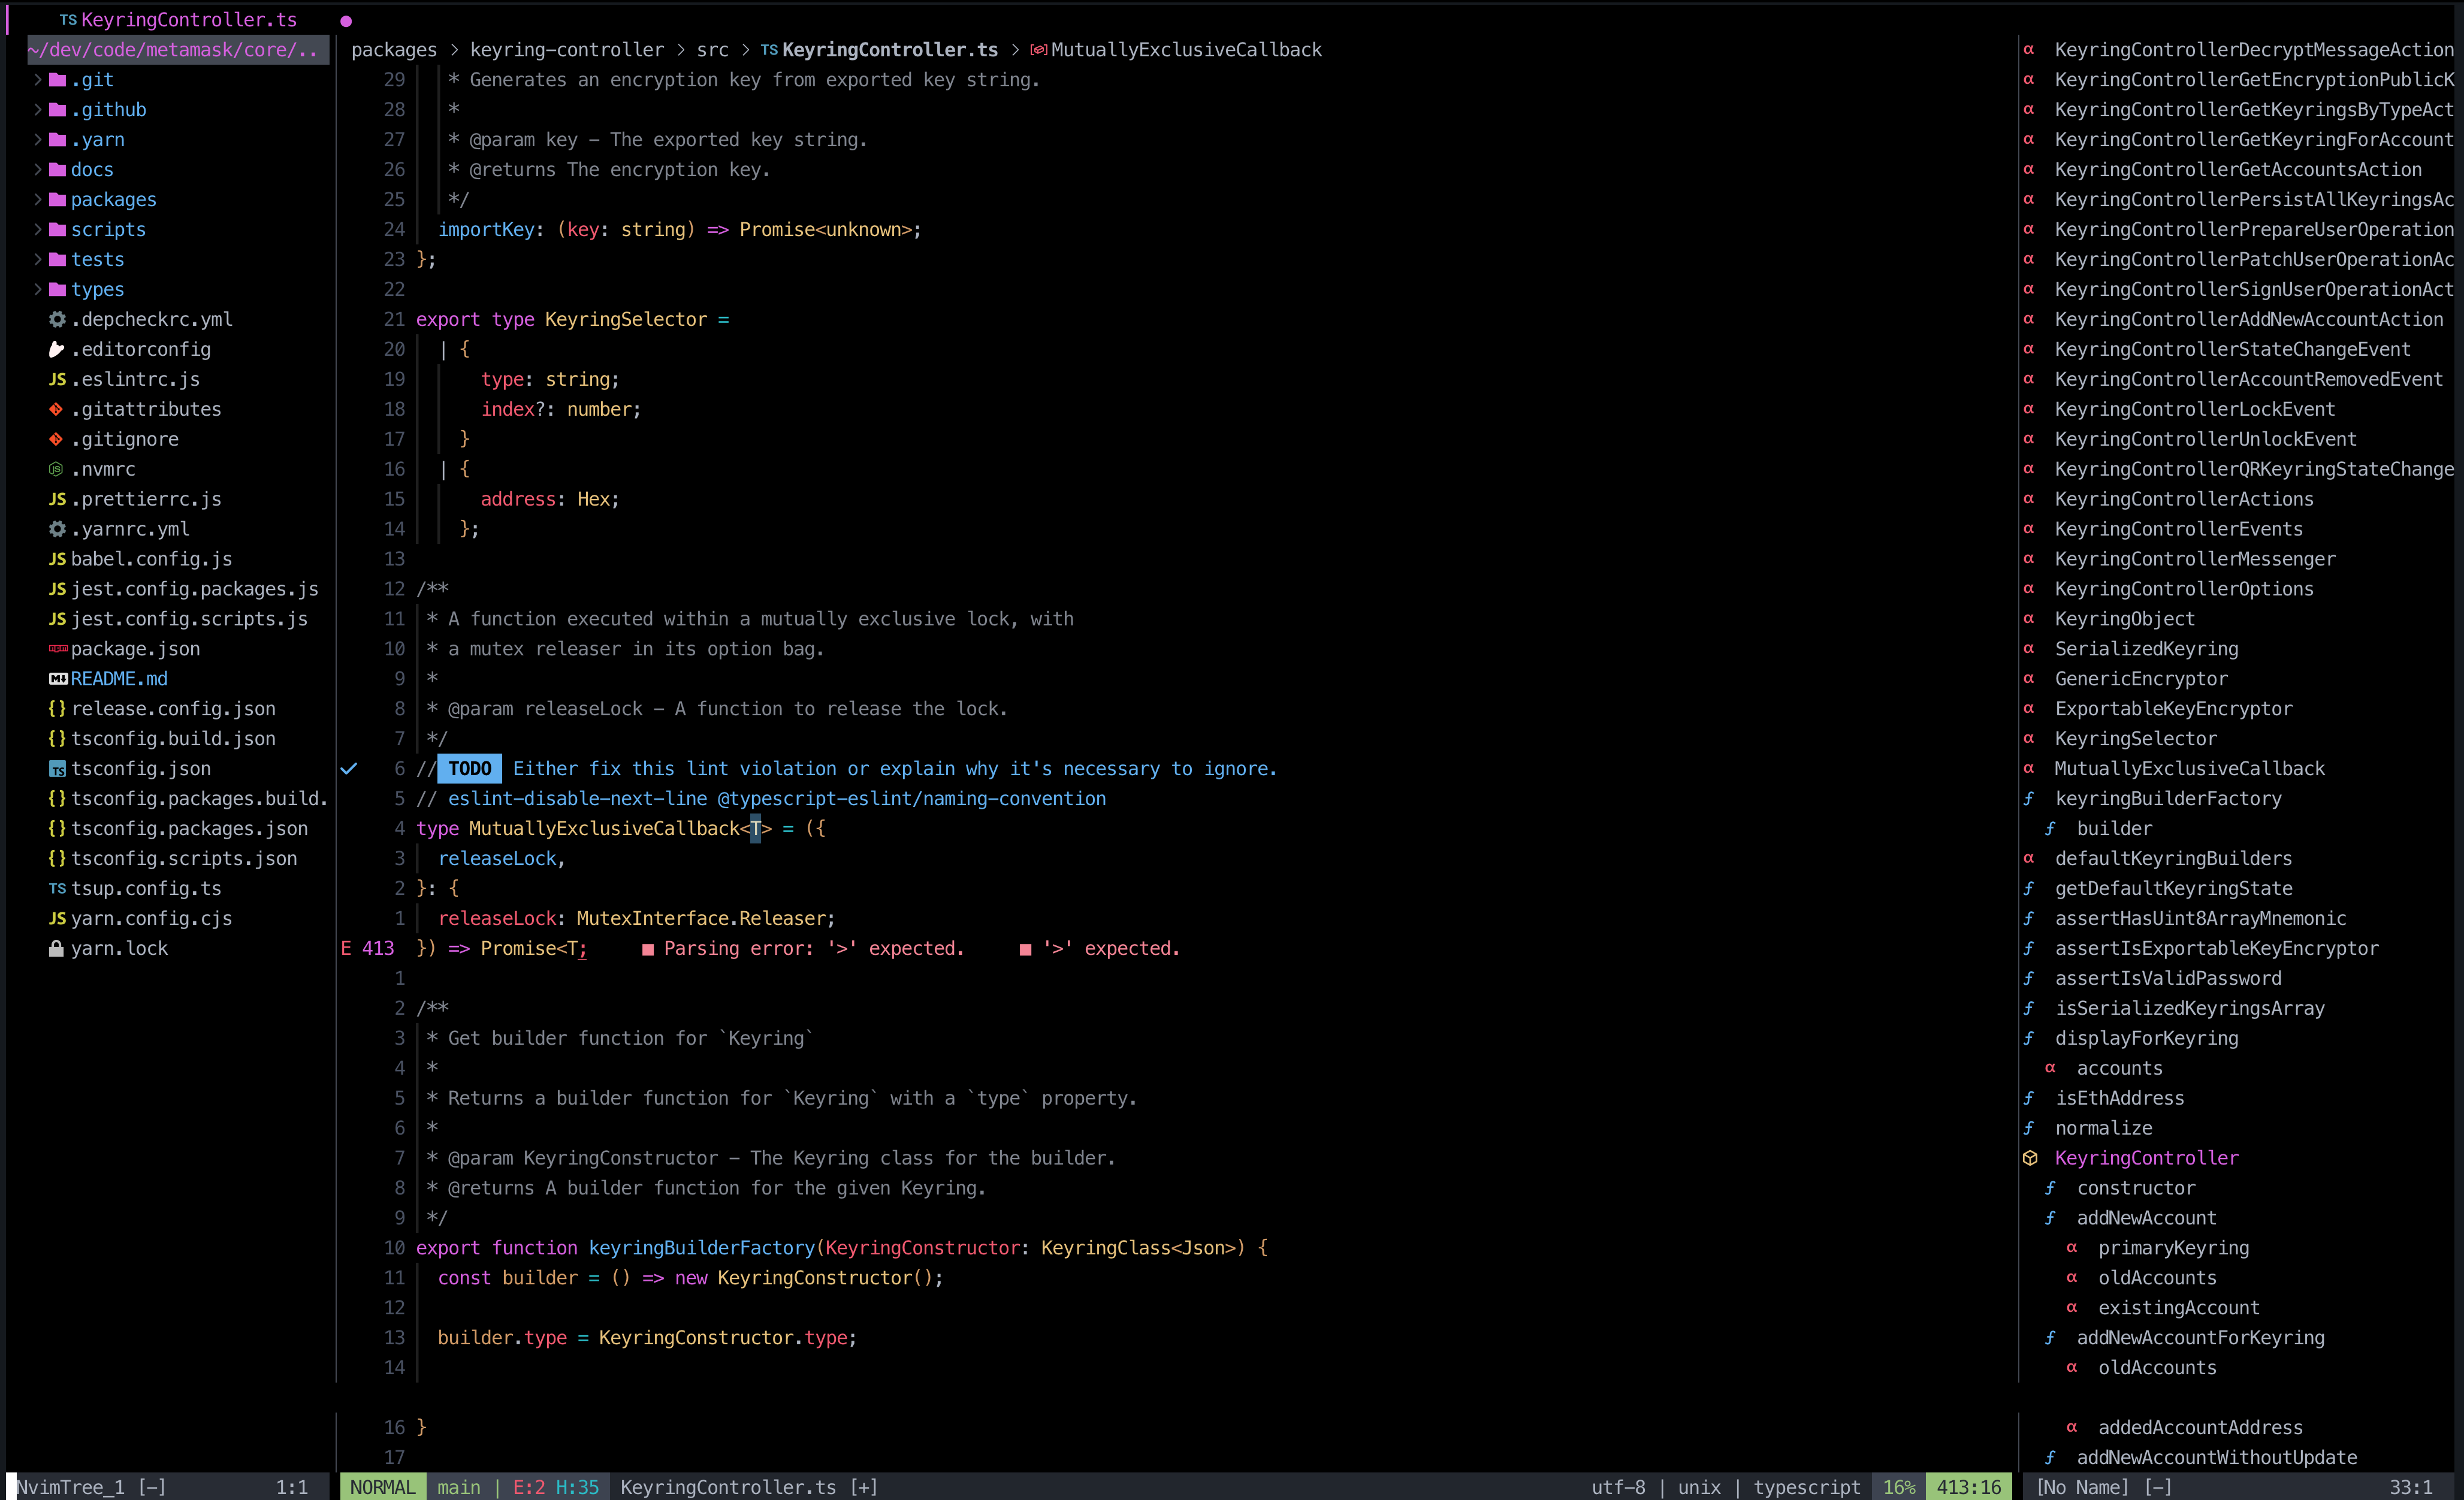 TS KeyringController.ts ●
~/dev/code/metamask/core/..
> .git
> .github
> .yarn
> docs
> packages
> scripts
> tests
> types
.depcheckrc.yml
.editorconfig
JS .eslintrc.js
.gitattributes
.gitignore
.nvmrc
JS .prettierrc.js
.yarnrc.yml
JS babel.config.js
JS jest.config.packages.js
JS jest.config.scripts.js
package.json
README.md
{} release.config.json
{} tsconfig.build.json
TS tsconfig.json
{} tsconfig.packages.build.
{} tsconfig.packages.json
{} tsconfig.scripts.json
TS tsup.config.ts
JS yarn.config.cjs
yarn.lock
NvimTree_1 [-] 1:1
packages > keyring-controller > src > TS KeyringController.ts > MutuallyExclusiveCallback
29 * Generates an encryption key from exported key string.
28 *
27 * @param key - The exported key string.
26 * @returns The encryption key.
25 */
24 importKey: (key: string) => Promise<unknown>;
23 };
22
21 export type KeyringSelector =
20 | {
19 type: string;
18 index?: number;
17 }
16 | {
15 address: Hex;
14 };
13
12 /**
11 * A function executed within a mutually exclusive lock, with
10 * a mutex releaser in its option bag.
9 *
8 * @param releaseLock - A function to release the lock.
7 */
6 // TODO Either fix this lint violation or explain why it's necessary to ignore.
5 // eslint-disable-next-line @typescript-eslint/naming-convention
4 type MutuallyExclusiveCallback<T> = ({
3 releaseLock,
2 }: {
1 releaseLock: MutexInterface.Releaser;
E 413 }) => Promise<T; ■ Parsing error: '>' expected. ■ '>' expected.
1
2 /**
3 * Get builder function for `Keyring`
4 *
5 * Returns a builder function for `Keyring` with a `type` property.
6 *
7 * @param KeyringConstructor - The Keyring class for the builder.
8 * @returns A builder function for the given Keyring.
9 */
10 export function keyringBuilderFactory(KeyringConstructor: KeyringClass<Json>) {
11 const builder = () => new KeyringConstructor();
12
13 builder.type = KeyringConstructor.type;
14
16 }
17
NORMAL main | E:2 H:35 KeyringController.ts [+] utf-8 | unix | typescript 16% 413:16
α KeyringControllerDecryptMessageAction
α KeyringControllerGetEncryptionPublicK
α KeyringControllerGetKeyringsByTypeAct
α KeyringControllerGetKeyringForAccount
α KeyringControllerGetAccountsAction
α KeyringControllerPersistAllKeyringsAc
α KeyringControllerPrepareUserOperation
α KeyringControllerPatchUserOperationAc
α KeyringControllerSignUserOperationAct
α KeyringControllerAddNewAccountAction
α KeyringControllerStateChangeEvent
α KeyringControllerAccountRemovedEvent
α KeyringControllerLockEvent
α KeyringControllerUnlockEvent
α KeyringControllerQRKeyringStateChange
α KeyringControllerActions
α KeyringControllerEvents
α KeyringControllerMessenger
α KeyringControllerOptions
α KeyringObject
α SerializedKeyring
α GenericEncryptor
α ExportableKeyEncryptor
α KeyringSelector
α MutuallyExclusiveCallback
ƒ keyringBuilderFactory
ƒ builder
α defaultKeyringBuilders
ƒ getDefaultKeyringState
ƒ assertHasUint8ArrayMnemonic
ƒ assertIsExportableKeyEncryptor
ƒ assertIsValidPassword
ƒ isSerializedKeyringsArray
ƒ displayForKeyring
α accounts
ƒ isEthAddress
ƒ normalize
KeyringController
ƒ constructor
ƒ addNewAccount
α primaryKeyring
α oldAccounts
α existingAccount
ƒ addNewAccountForKeyring
α oldAccounts
α addedAccountAddress
ƒ addNewAccountWithoutUpdate
[No Name] [-] 33:1